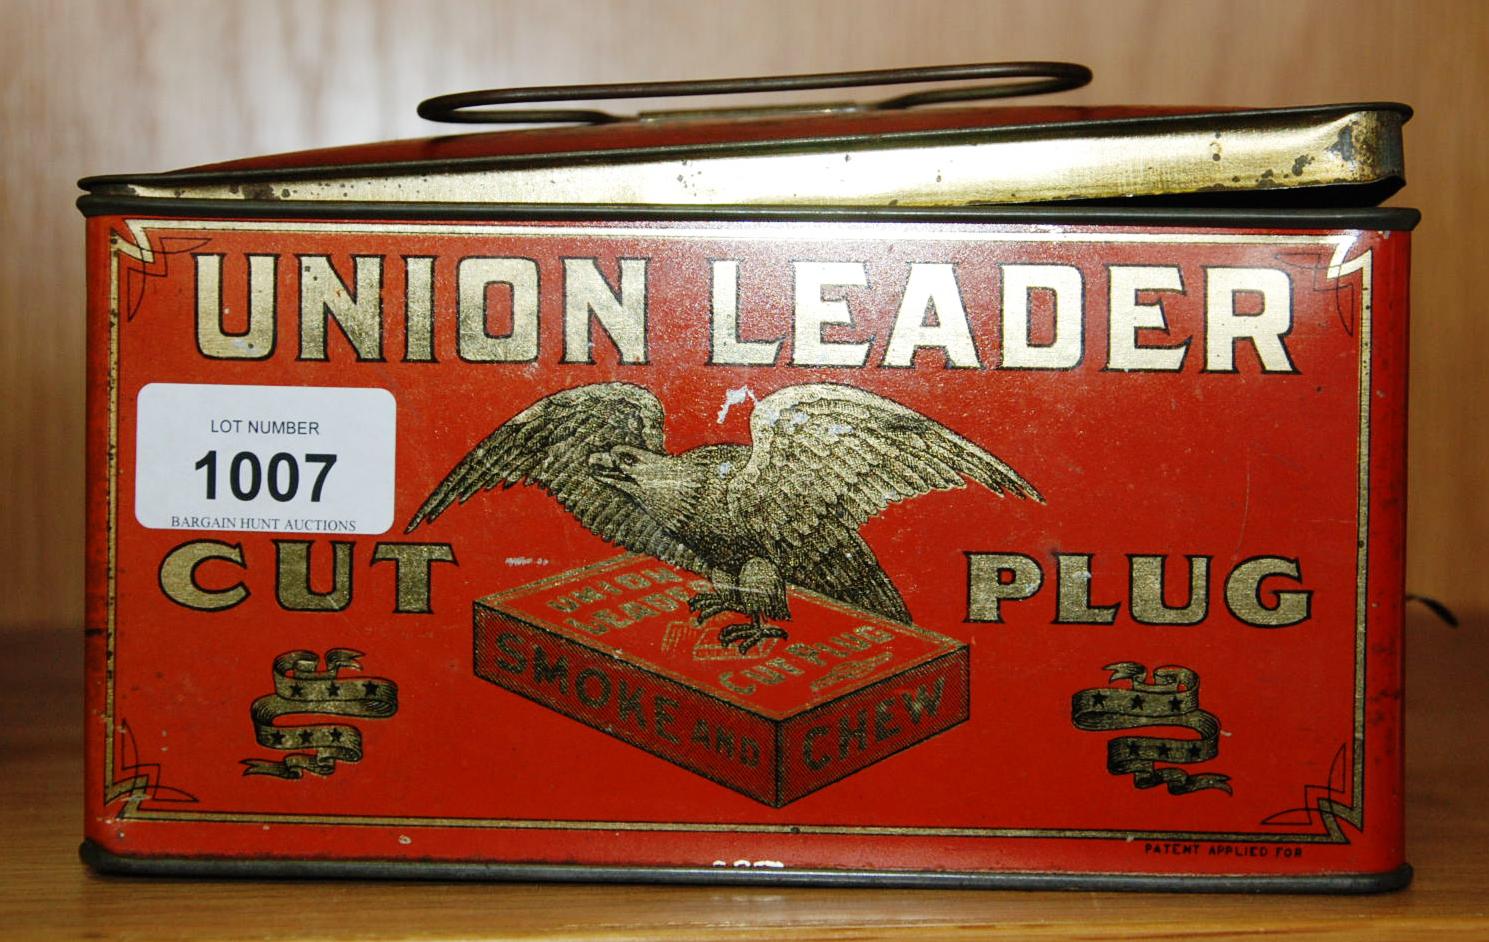 UNION LEADER
LOT NUMBER
1007
BARGAIN HUNT AUCTIONS
CUT PLUG
UNION
LEADER
CUT PLUG
SMOKE AND CHEW
PATENT APPLIED FOR